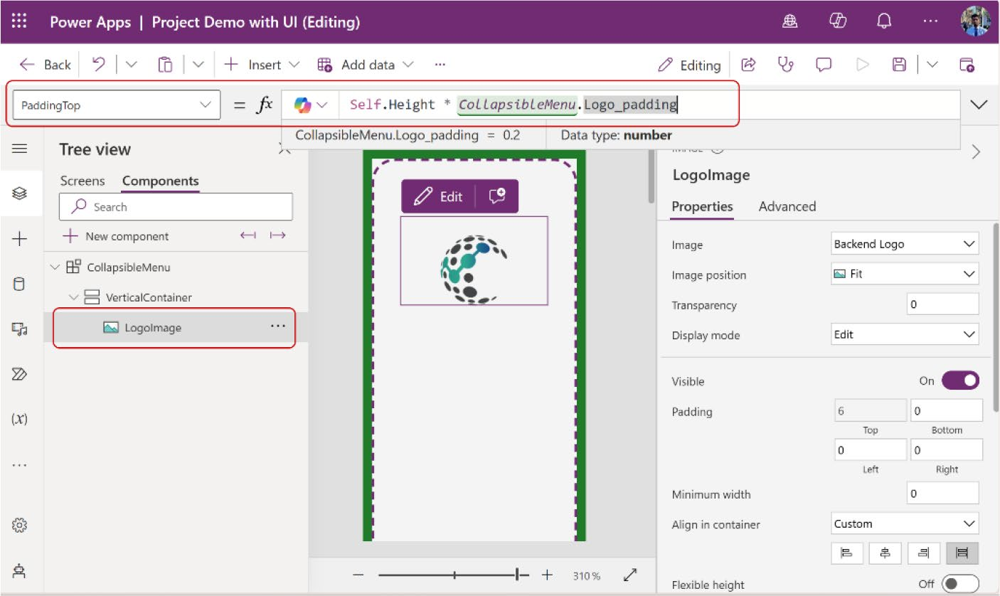 Power Apps | Project Demo with UI (Editing)
Back
Insert
Add data
Editing
PaddingTop
= fx
Self.Height * CollapsibleMenu.Logo_padding
CollapsibleMenu.Logo_padding = 0.2
Data type: number
Tree view
Screens
Components
Search
New component
CollapsibleMenu
VerticalContainer
LogoImage
Edit
310 %
IMAGE
LogoImage
Properties
Advanced
Image
Backend Logo
Image position
Fit
Transparency
0
Display mode
Edit
Visible
On
Padding
6
0
Top
Bottom
0
0
Left
Right
Minimum width
0
Align in container
Custom
Flexible height
Off
(x)